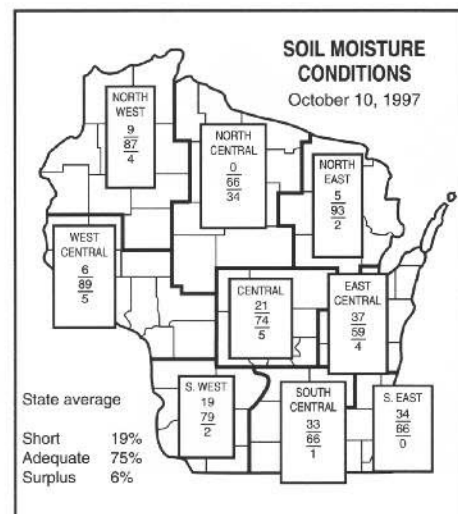 SOIL MOISTURE
CONDITIONS
October 10, 1997
NORTH
WEST
9
87
4
NORTH
CENTRAL
0
66
34
NORTH
EAST
5
93
2
WEST
CENTRAL
6
89
5
CENTRAL
21
74
5
EAST
CENTRAL
37
59
4
S. WEST
19
79
2
SOUTH
CENTRAL
33
66
1
S. EAST
34
66
0
State average
Short 19%
Adequate 75%
Surplus 6%